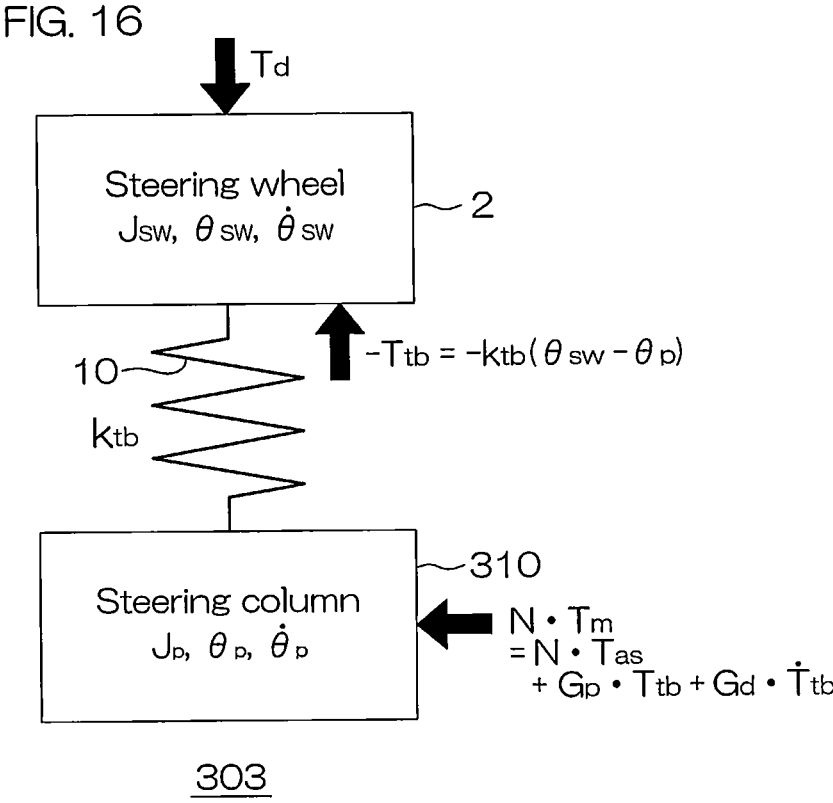 FIG. 16
Td
Steering wheel
Jsw, θsw, θ̇sw
2
-Ttb = -ktb(θsw - θp)
10
ktb
310
Steering column
Jp, θp, θ̇p
N・Tm
= N・Tas
+ Gp・Ttb + Gd・Ṫtb
303